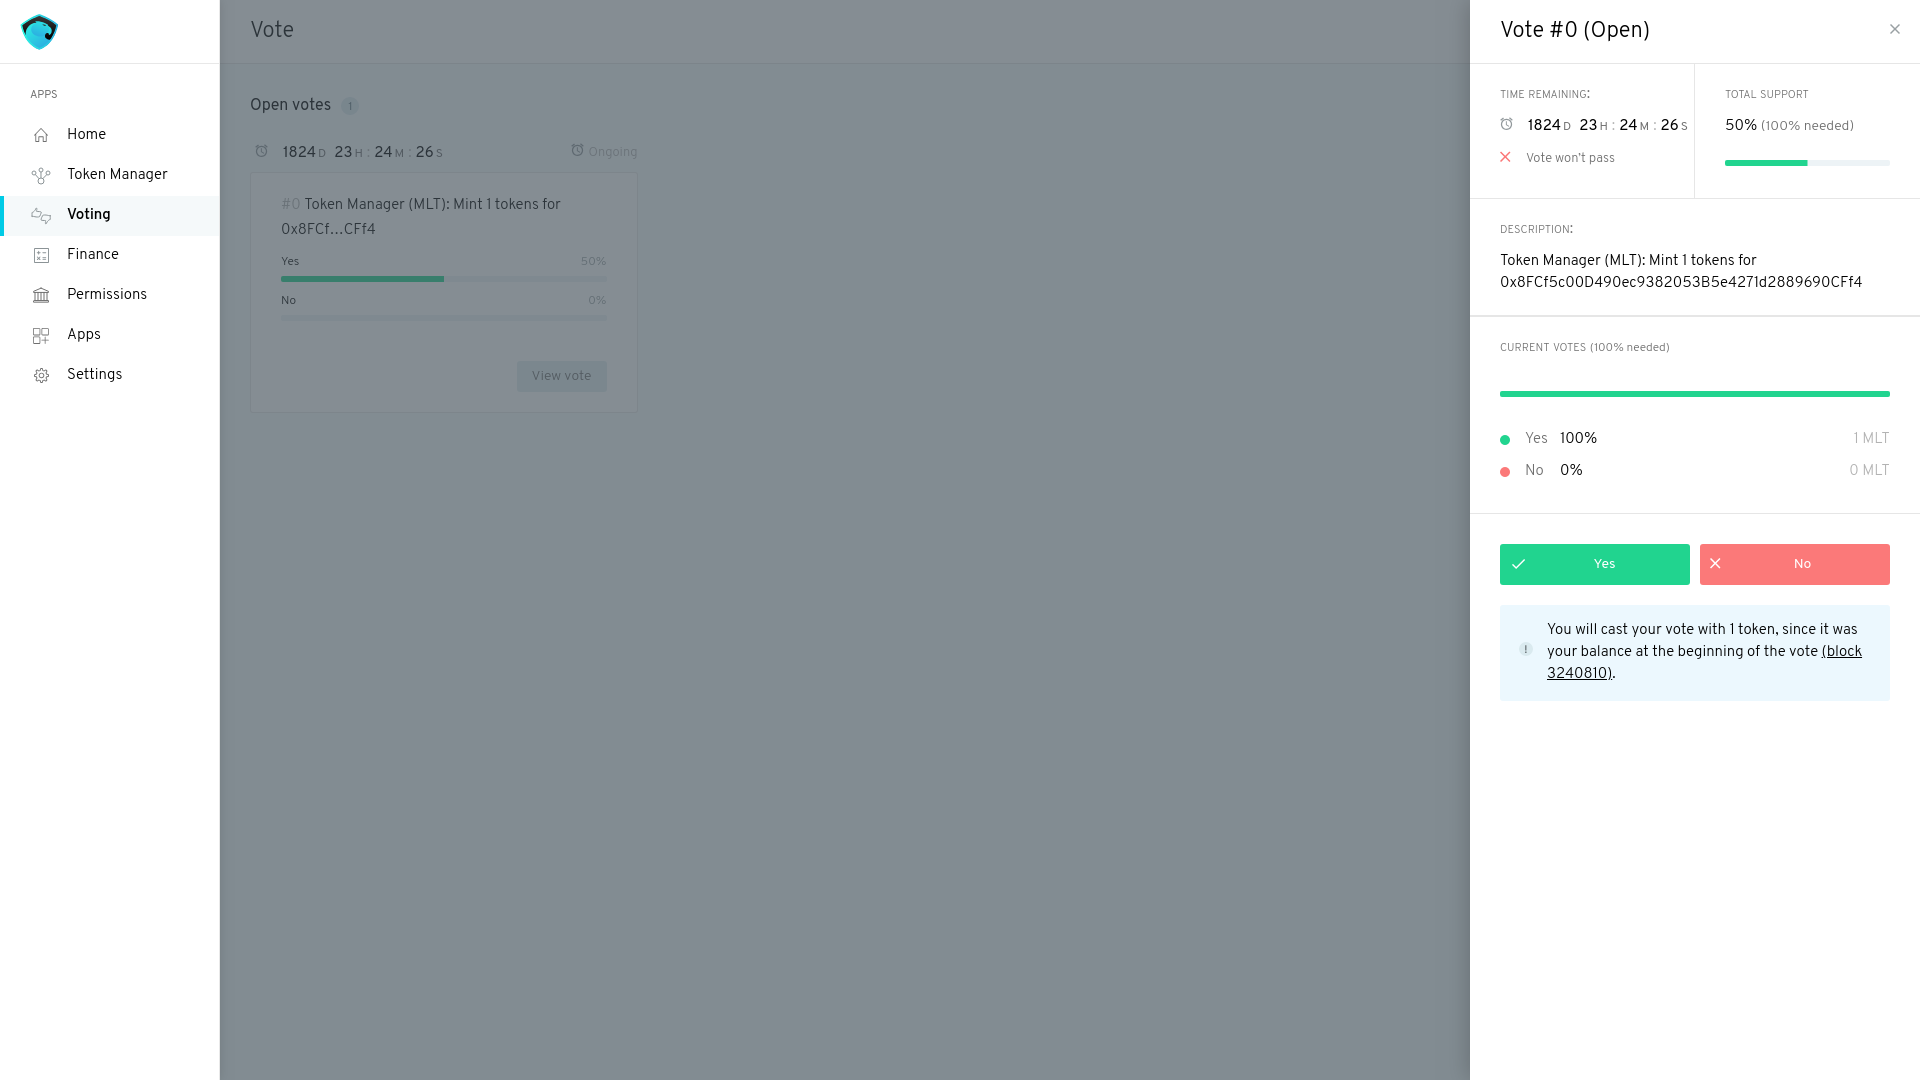 APPS
Home
Token Manager
Voting
Finance
Permissions
Apps
Settings
Vote
Open votes 1
1824 D 23 H : 24 M : 26 S Ongoing
#0 Token Manager (MLT): Mint 1 tokens for
0x8FCf...CFf4
Yes 50%
No 0%
View vote
Vote #0 (Open)
TIME REMAINING:
1824 D 23 H : 24 M : 26 S
Vote won't pass
TOTAL SUPPORT
50% (100% needed)
DESCRIPTION:
Token Manager (MLT): Mint 1 tokens for
0x8FCf5c00D490ec9382053B5e4271d2889690CFf4
CURRENT VOTES (100% needed)
Yes 100% 1 MLT
No 0% 0 MLT
Yes
No
You will cast your vote with 1 token, since it was
your balance at the beginning of the vote (block
3240810).